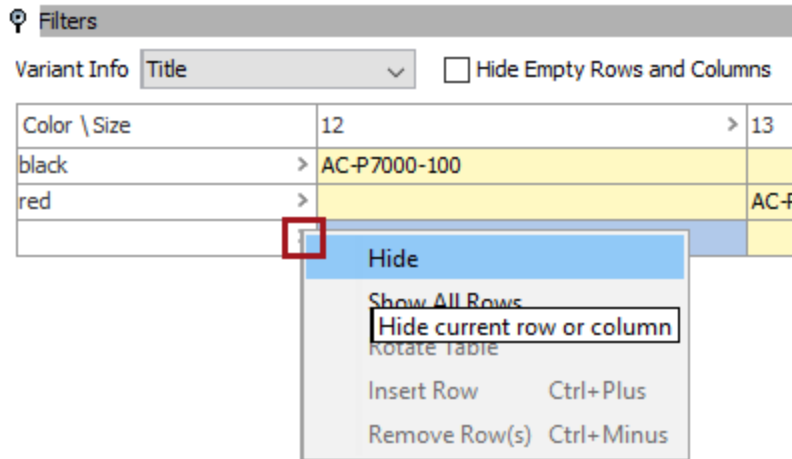 Filters
Variant Info Title Hide Empty Rows and Columns
Color \ Size 12 > 13
black > AC-P7000-100
red >
Hide
Show All Rows
Hide current row or column
Rotate Table
Insert Row Ctrl+Plus
Remove Row(s) Ctrl+Minus